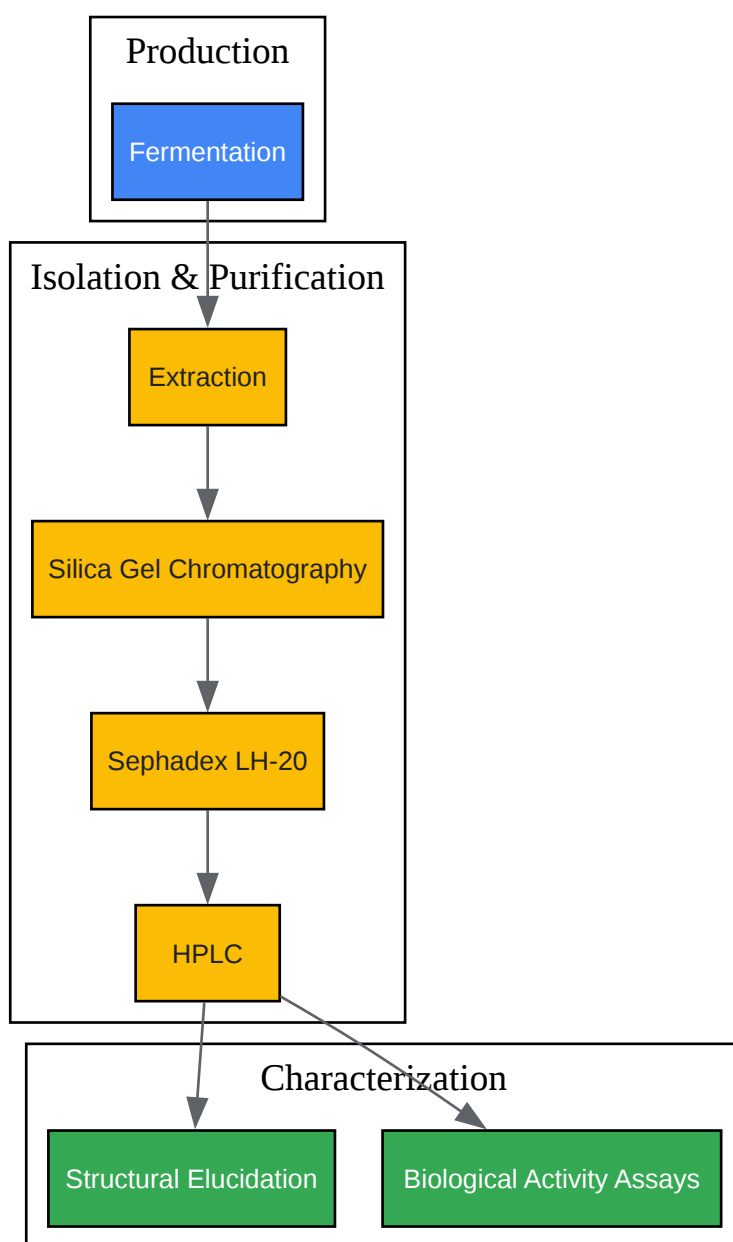 Production
Fermentation
Isolation & Purification
Extraction
Silica Gel Chromatography
Sephadex LH-20
HPLC
Characterization
Structural Elucidation
Biological Activity Assays